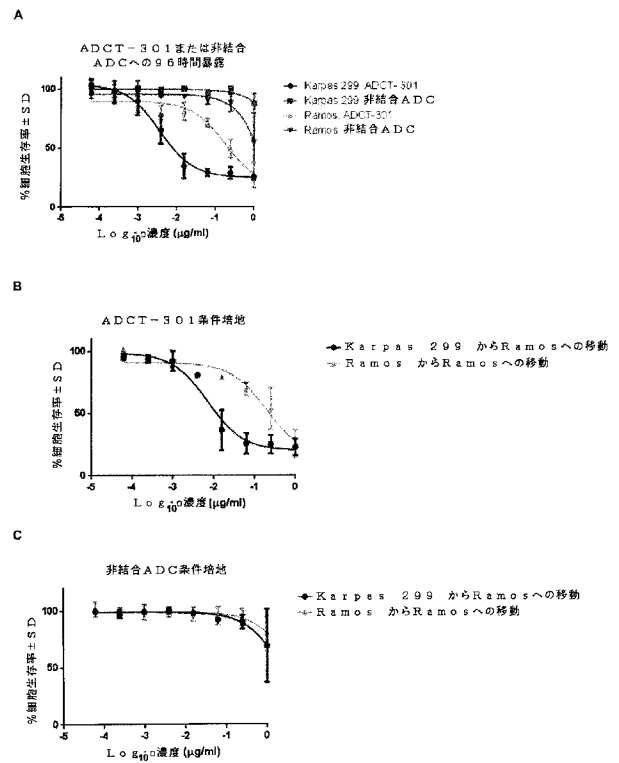 A
ADCT-301または非結合
ADCへの96時間暴露
%細胞生存率±SD
100
50
0
-5 -4 -3 -2 -1 0
Log10濃度 (μg/ml)
Karpas 299 ADCT-301
Karpas 299 非結合ADC
Ramos ADCT-301
Ramos 非結合ADC
B
ADCT-301条件培地
%細胞生存率±SD
100
50
0
-5 -4 -3 -2 -1 0
Log10濃度 (μg/ml)
Karpas 299 からRamosへの移動
Ramos からRamosへの移動
C
非結合ADC条件培地
%細胞生存率±SD
100
50
0
-5 -4 -3 -2 -1 0
Log10濃度 (μg/ml)
Karpas 299 からRamosへの移動
Ramos からRamosへの移動